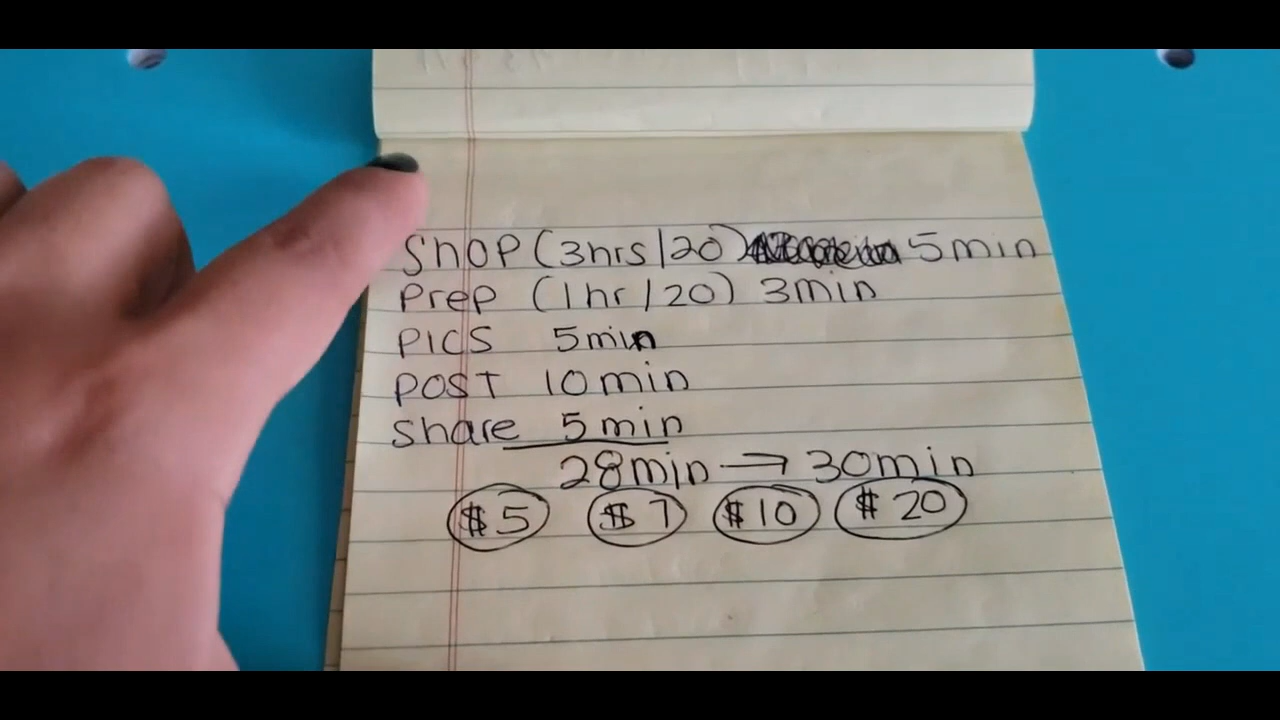 Shop (3hrs/20) 5min
Prep (1hr/20) 3min
PICS 5min
POST 10min
Share 5min
28min → 30min
$5 $7 $10 $20